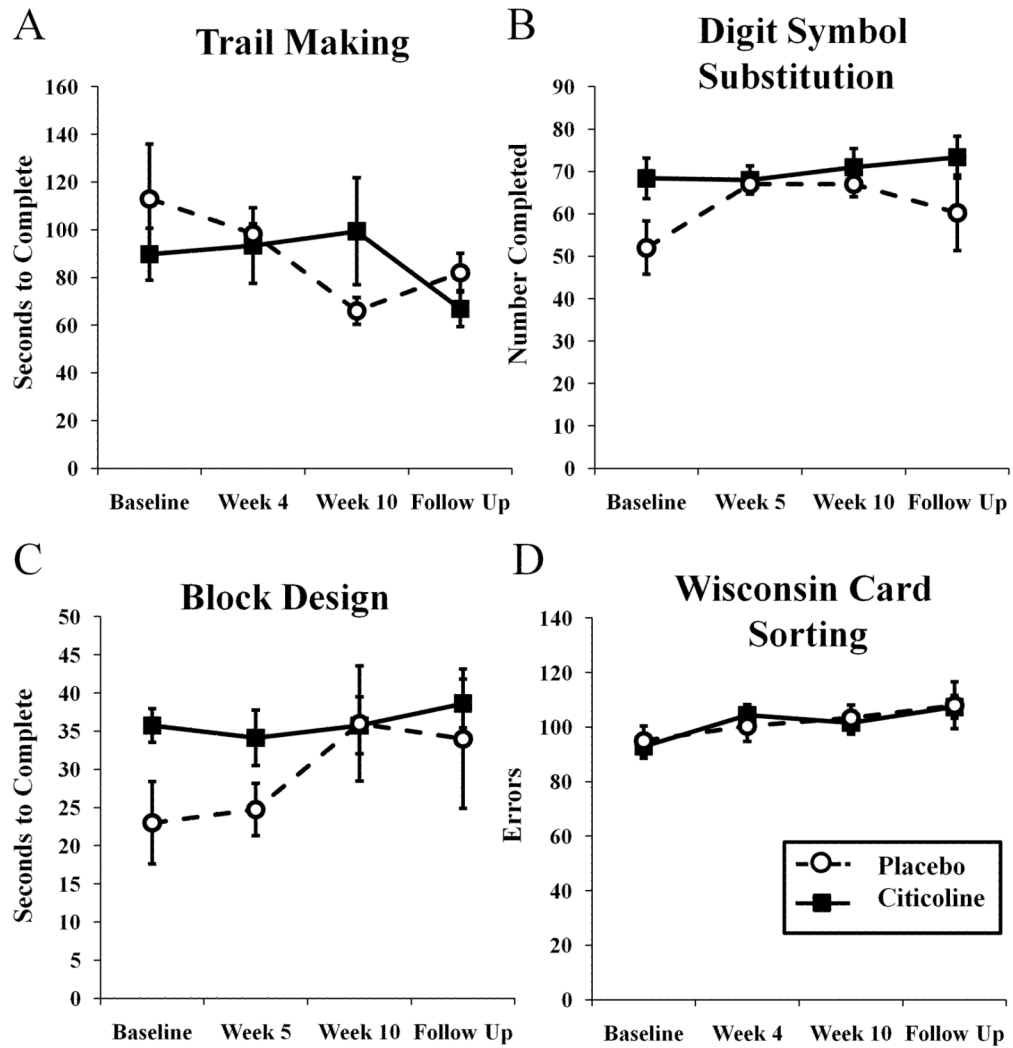 A
Trail Making
Seconds to Complete
160
140
120
100
80
60
40
20
0
Baseline Week 4 Week 10 Follow Up
B
Digit Symbol
Substitution
Number Completed
90
80
70
60
50
40
30
20
10
0
Baseline Week 5 Week 10 Follow Up
C
Block Design
Seconds to Complete
50
45
40
35
30
25
20
15
10
5
0
Baseline Week 5 Week 10 Follow Up
D
Wisconsin Card
Sorting
Errors
140
120
100
80
60
40
20
0
Placebo
Citicoline
Baseline Week 4 Week 10 Follow Up